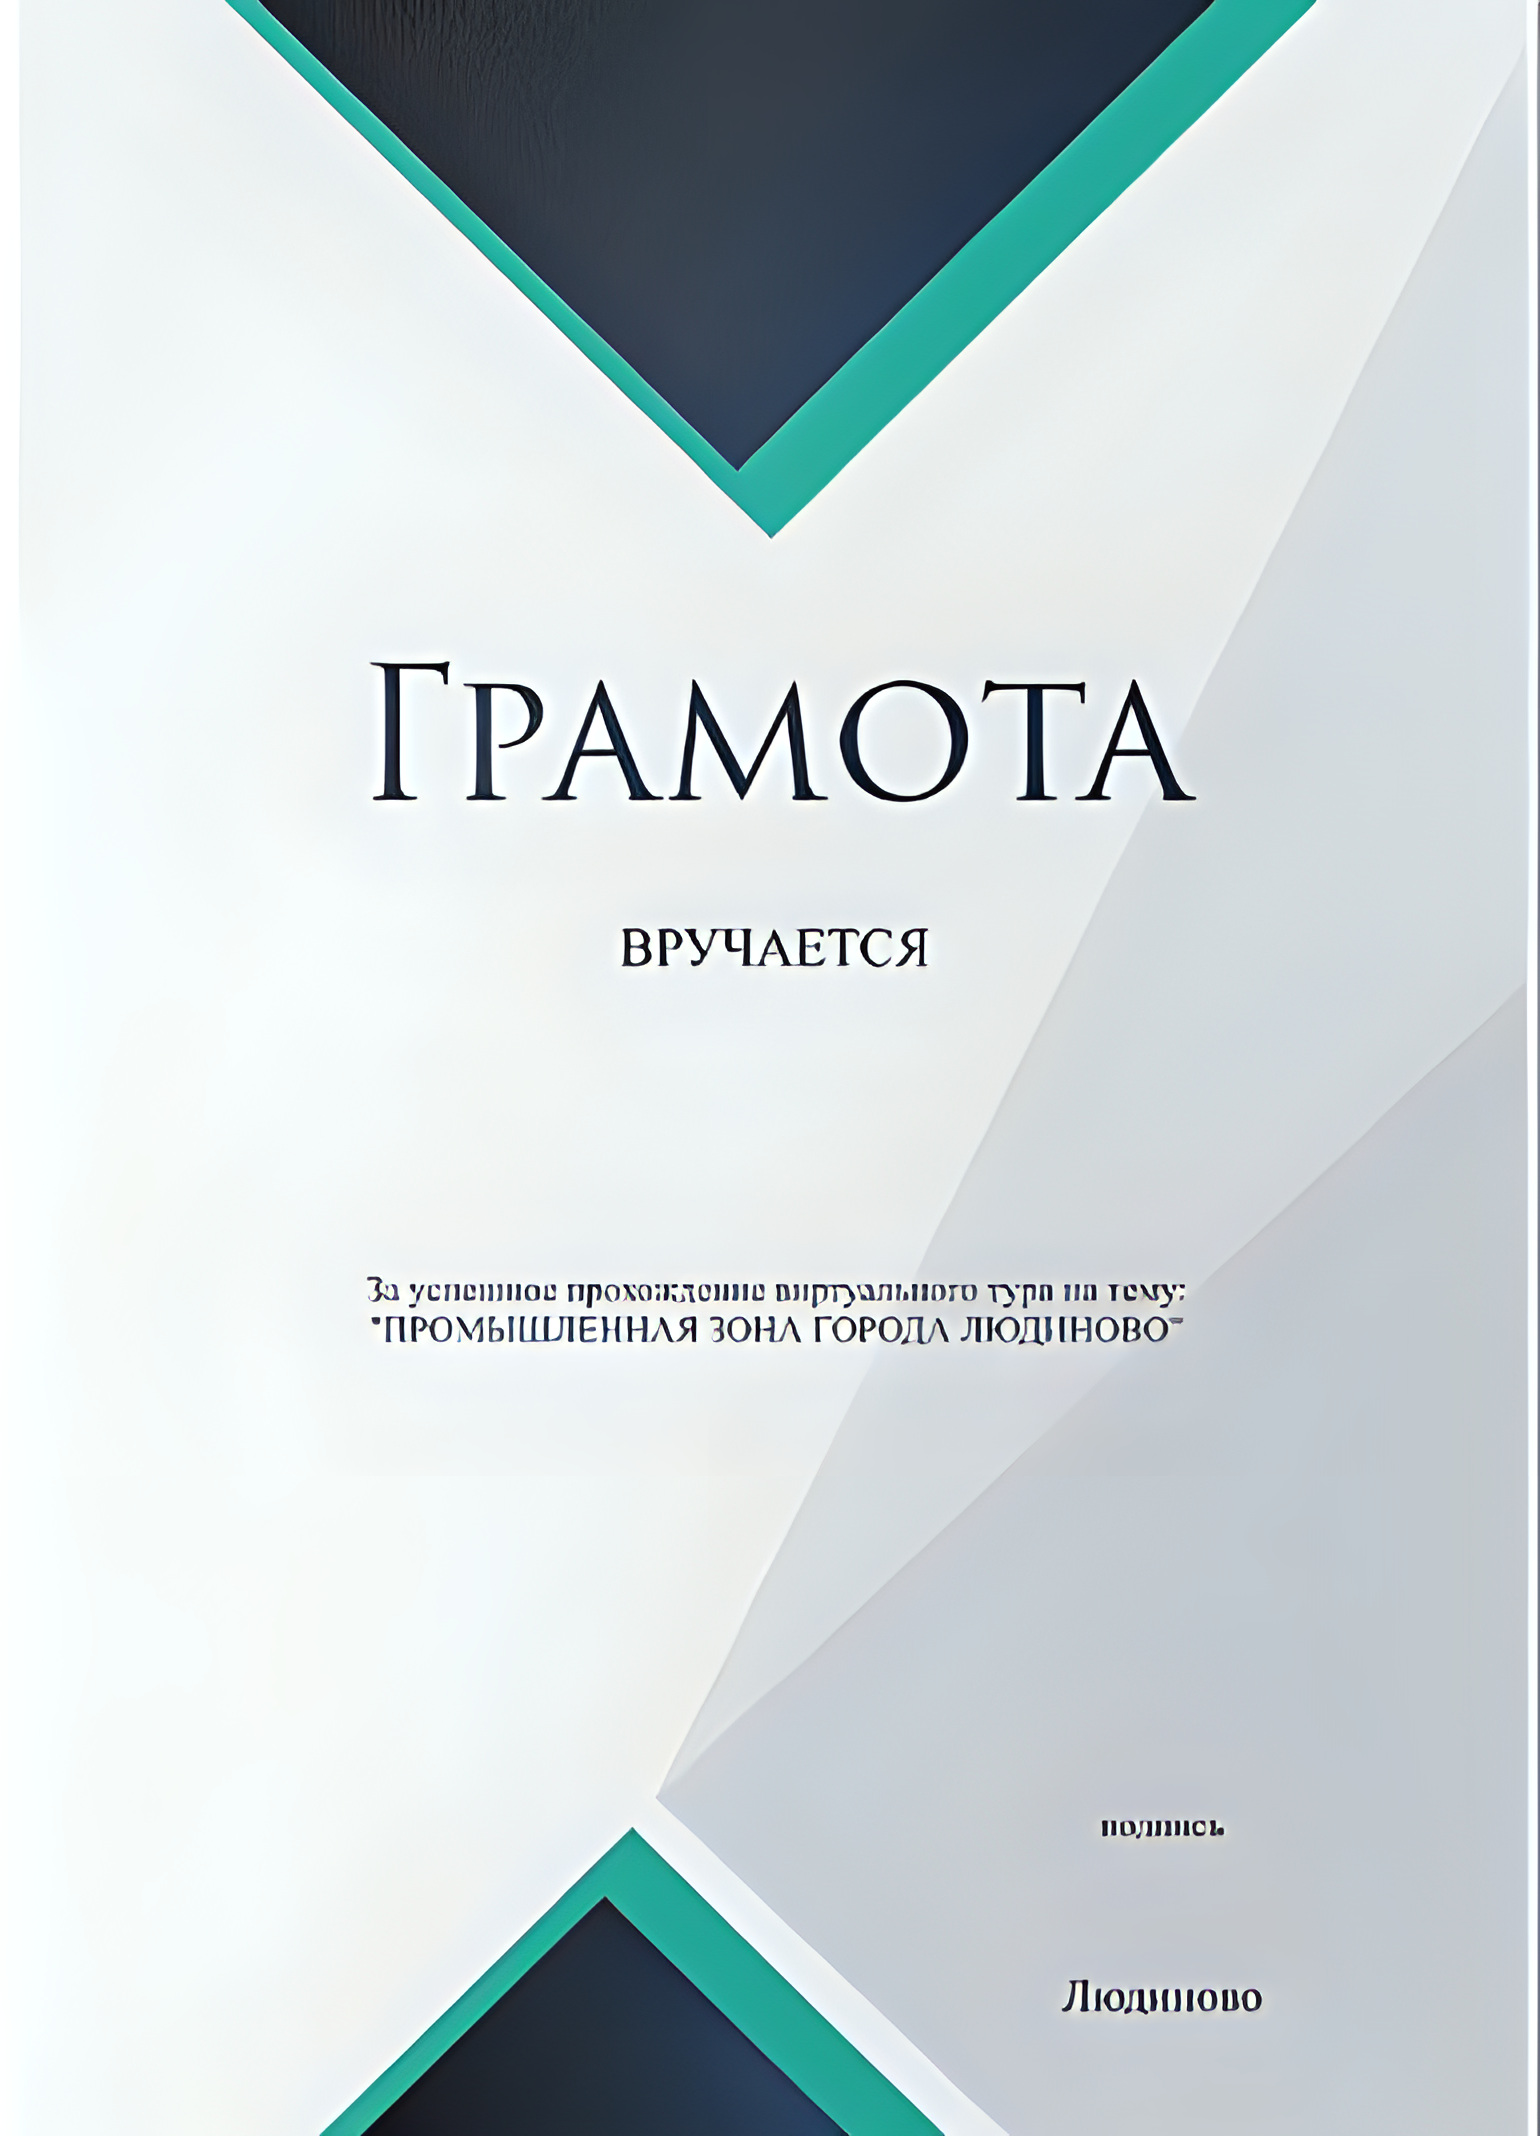 ГРАМОТА
ВРУЧАЕТСЯ
За успешное прохождение виртуального тура на тему:
"ПРОМЫШЛЕННАЯ ЗОНА ГОРОДА ЛЮДИНОВО"
подпись
Людиново